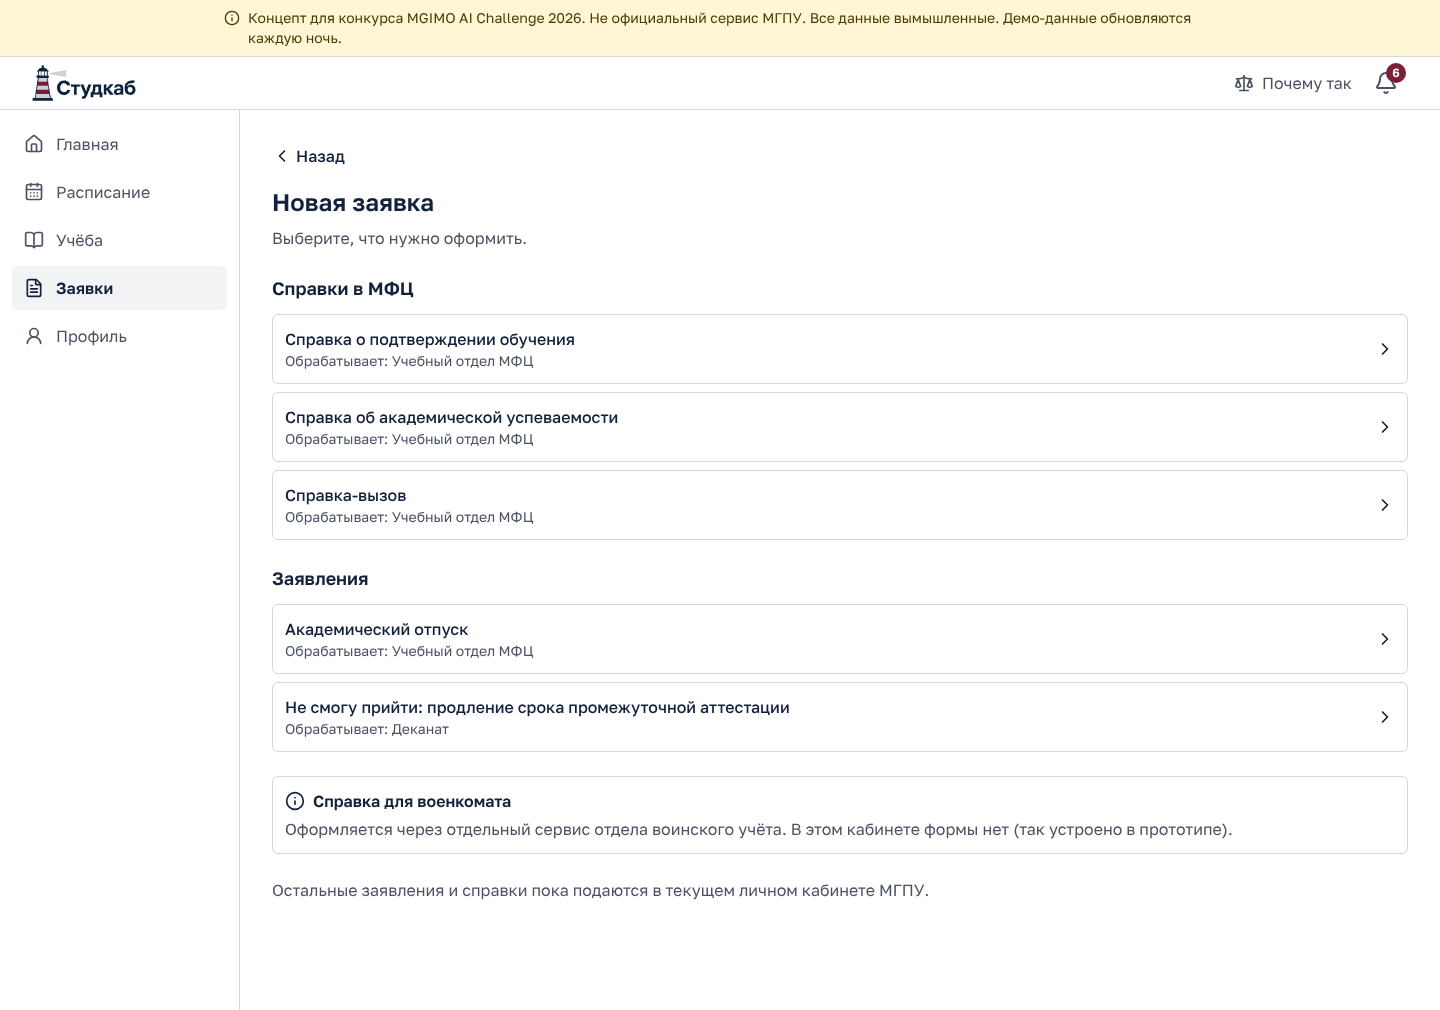 Концепт для конкурса MGIMO AI Challenge 2026. Не официальный сервис МГПУ. Все данные вымышленные. Демо-данные обновляются
каждую ночь.
Студкаб
Почему так
6
Главная
Расписание
Учёба
Заявки
Профиль
Назад
Новая заявка
Выберите, что нужно оформить.
Справки в МФЦ
Справка о подтверждении обучения
Обрабатывает: Учебный отдел МФЦ
Справка об академической успеваемости
Обрабатывает: Учебный отдел МФЦ
Справка-вызов
Обрабатывает: Учебный отдел МФЦ
Заявления
Академический отпуск
Обрабатывает: Учебный отдел МФЦ
Не смогу прийти: продление срока промежуточной аттестации
Обрабатывает: Деканат
Справка для военкомата
Оформляется через отдельный сервис отдела воинского учёта. В этом кабинете формы нет (так устроено в прототипе).
Остальные заявления и справки пока подаются в текущем личном кабинете МГПУ.